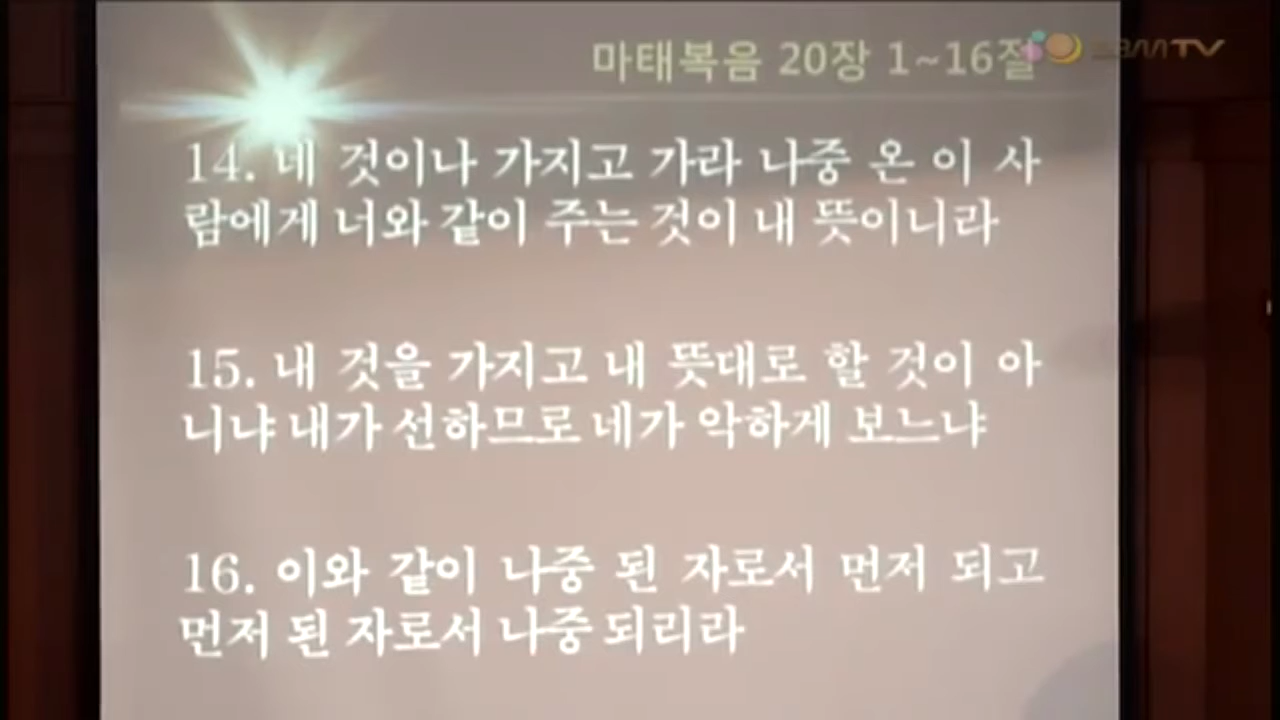 마태복음 20장 1~16절
14. 네 것이나 가지고 가라 나중 온 이 사
람에게 너와 같이 주는 것이 내 뜻이니라
15. 내 것을 가지고 내 뜻대로 할 것이 아
니냐 내가 선하므로 네가 악하게 보느냐
16. 이와 같이 나중 된 자로서 먼저 되고
먼저 된 자로서 나중 되리라